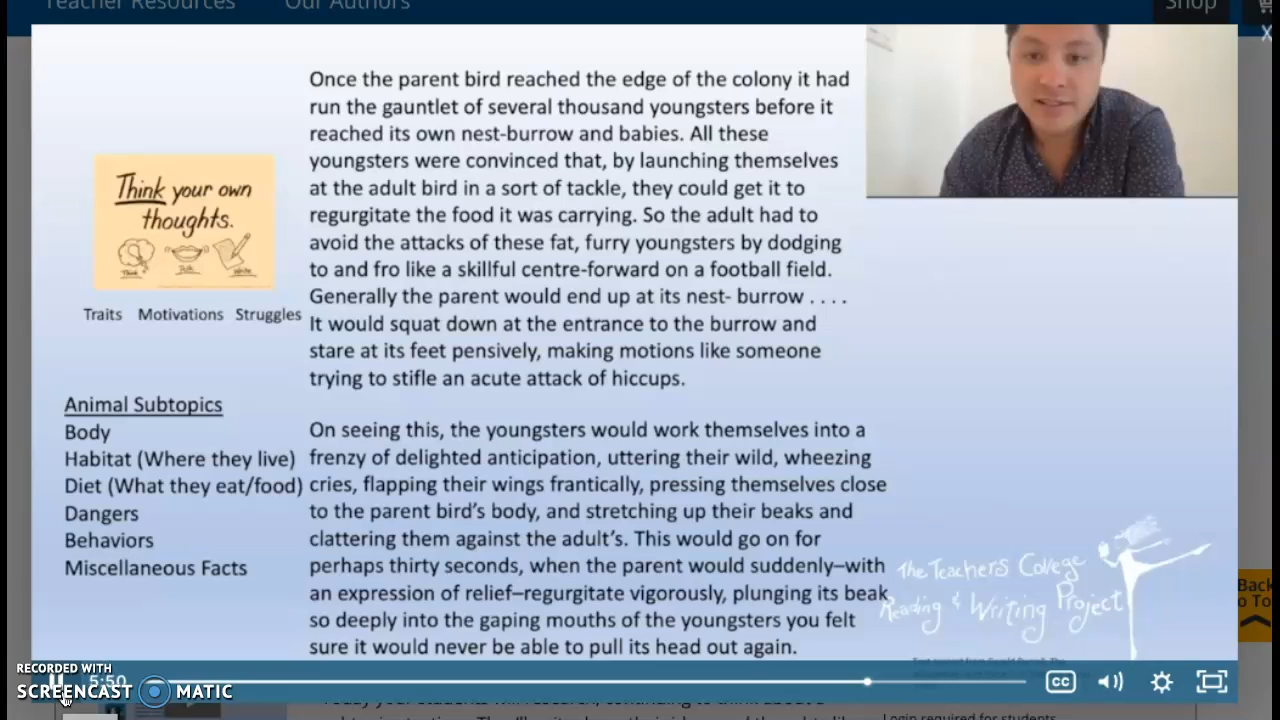 Teacher Resources
Our Authors
Shop
X
Once the parent bird reached the edge of the colony it had
run the gauntlet of several thousand youngsters before it
reached its own nest-burrow and babies. All these
youngsters were convinced that, by launching themselves
at the adult bird in a sort of tackle, they could get it to
regurgitate the food it was carrying. So the adult had to
avoid the attacks of these fat, furry youngsters by dodging
to and fro like a skillful centre-forward on a football field.
Generally the parent would end up at its nest- burrow . . . .
It would squat down at the entrance to the burrow and
stare at its feet pensively, making motions like someone
trying to stifle an acute attack of hiccups.
On seeing this, the youngsters would work themselves into a
frenzy of delighted anticipation, uttering their wild, wheezing
cries, flapping their wings frantically, pressing themselves close
to the parent bird's body, and stretching up their beaks and
clattering them against the adult's. This would go on for
perhaps thirty seconds, when the parent would suddenly–with
an expression of relief–regurgitate vigorously, plunging its beak
so deeply into the gaping mouths of the youngsters you felt
sure it would never be able to pull its head out again.
Think your own
thoughts.
Think
Talk
Write
Traits Motivations Struggles
Animal Subtopics
Body
Habitat (Where they live)
Diet (What they eat/food)
Dangers
Behaviors
Miscellaneous Facts
The Teachers College
Reading & Writing Project
Back
To
RECORDED WITH
SCREENCAST MATIC
5:50
CC
Login required for students